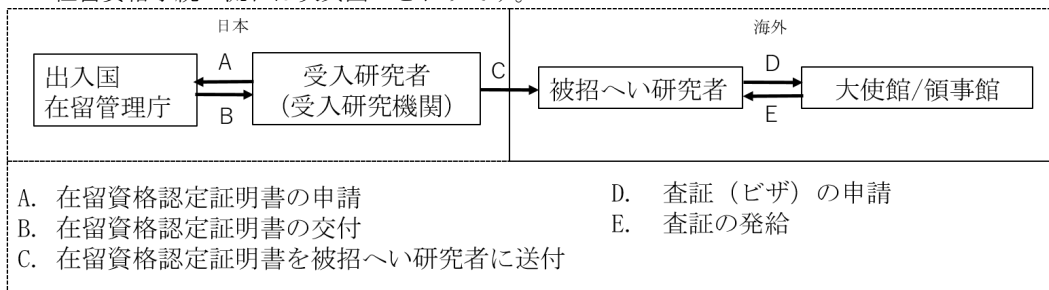 日本
海外
A
C
D
出入国
在留管理庁
受入研究者
(受入研究機関)
被招へい研究者
大使館/領事館
B
E
A. 在留資格認定証明書の申請
B. 在留資格認定証明書の交付
C. 在留資格認定証明書を被招へい研究者に送付
D. 査証（ビザ）の申請
E. 査証の発給